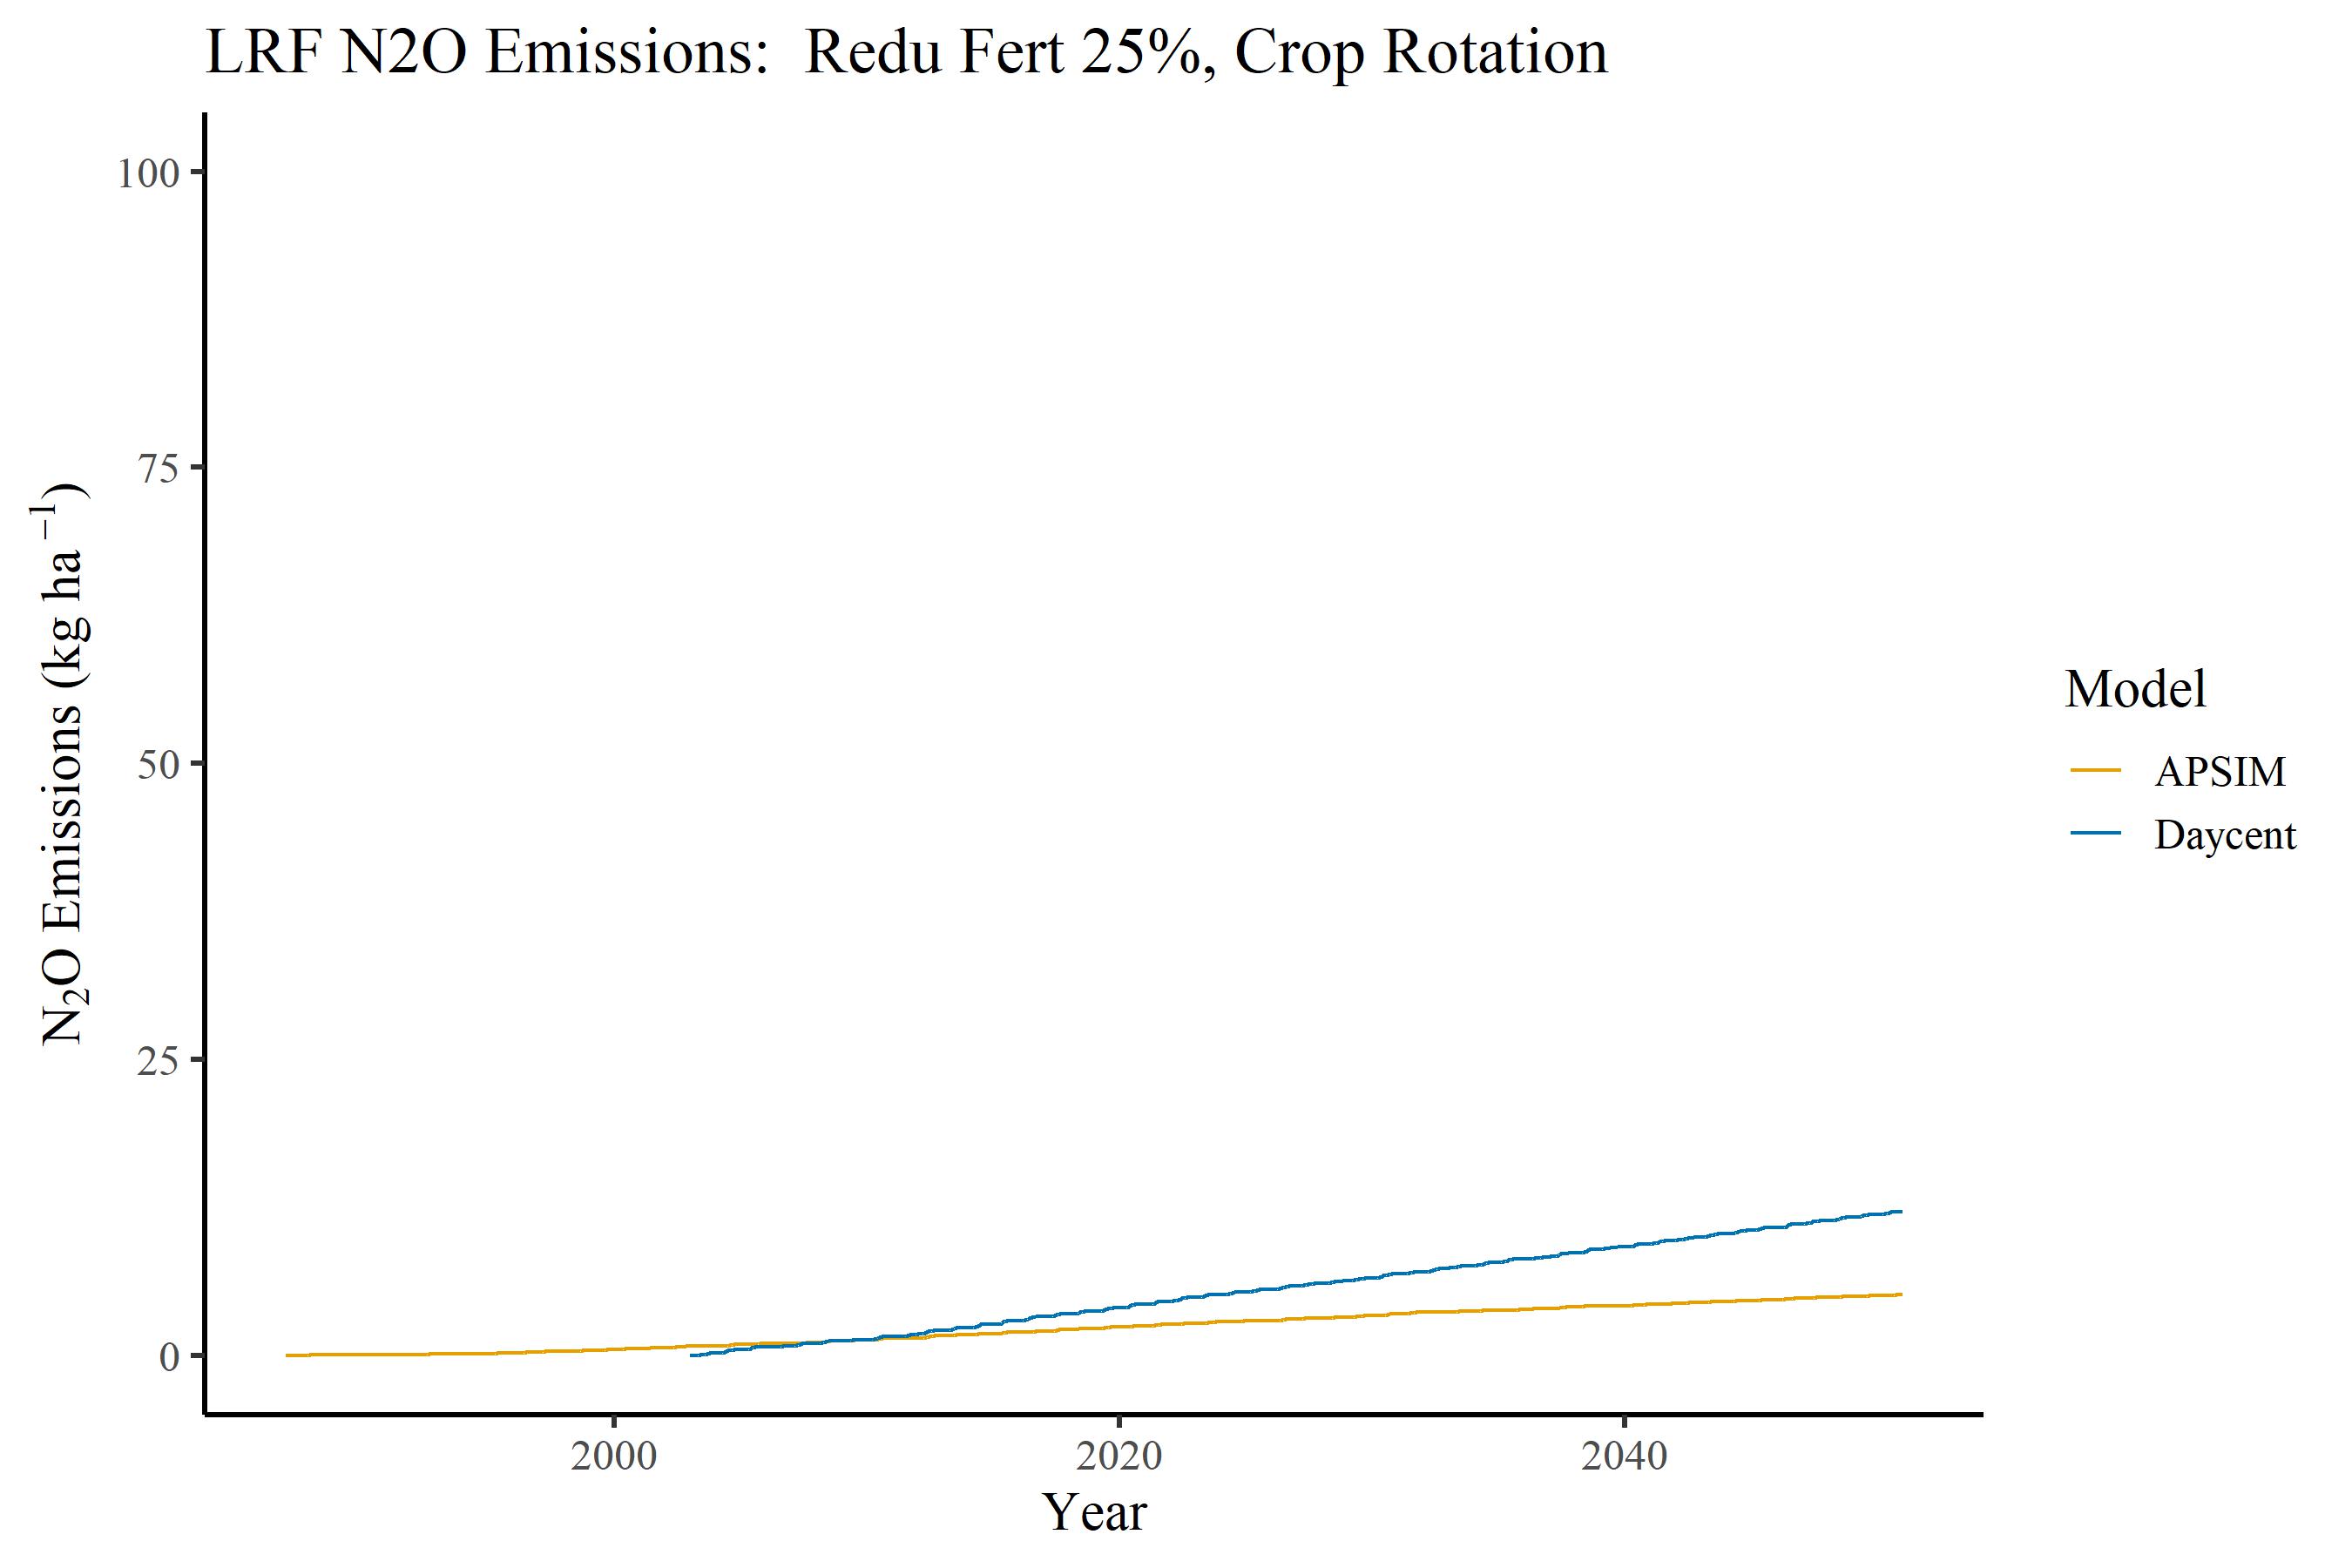 LRF N2O Emissions:  Redu Fert 25%, Crop Rotation
100
75
50
25
0
N₂O Emissions (kg ha⁻¹)
2000
2020
2040
Year
Model
APSIM
Daycent